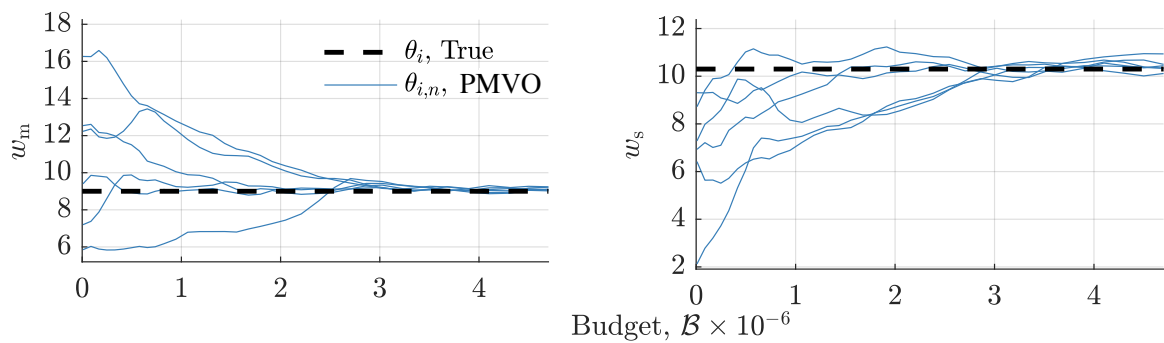 18
16
14
12
10
8
6
w_m
0 1 2 3 4
θ_i, True
θ_{i,n}, PMVO
12
10
8
6
4
2
w_s
0 1 2 3 4
Budget, 𝓑 × 10^{-6}